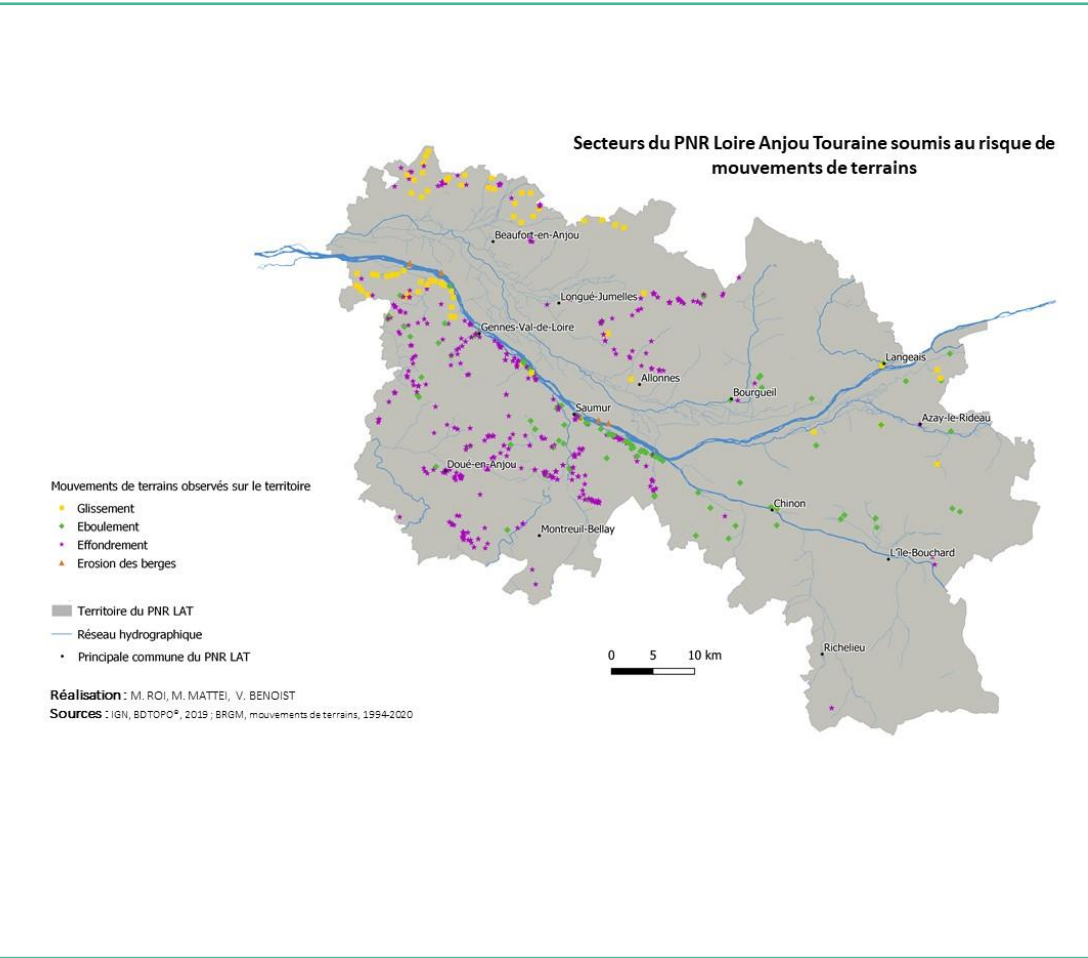 Secteurs du PNR Loire Anjou Touraine soumis au risque de
mouvements de terrains
Beaufort-en-Anjou
Longué-Jumelles
Gennes-Val-de-Loire
Langeais
Allonnes
Bourgueil
Saumur
Azay-le-Rideau
Doué-en-Anjou
Chinon
Montreuil-Bellay
L'île-Bouchard
Richelieu
Mouvements de terrains observés sur le territoire
Glissement
Eboulement
Effondrement
Erosion des berges
Territoire du PNR LAT
Réseau hydrographique
Principale commune du PNR LAT
0 5 10 km
Réalisation : M. ROI, M. MATTEI, V. BENOIST
Sources : IGN, BDTOPO®, 2019 ; BRGM, mouvements de terrains, 1994-2020